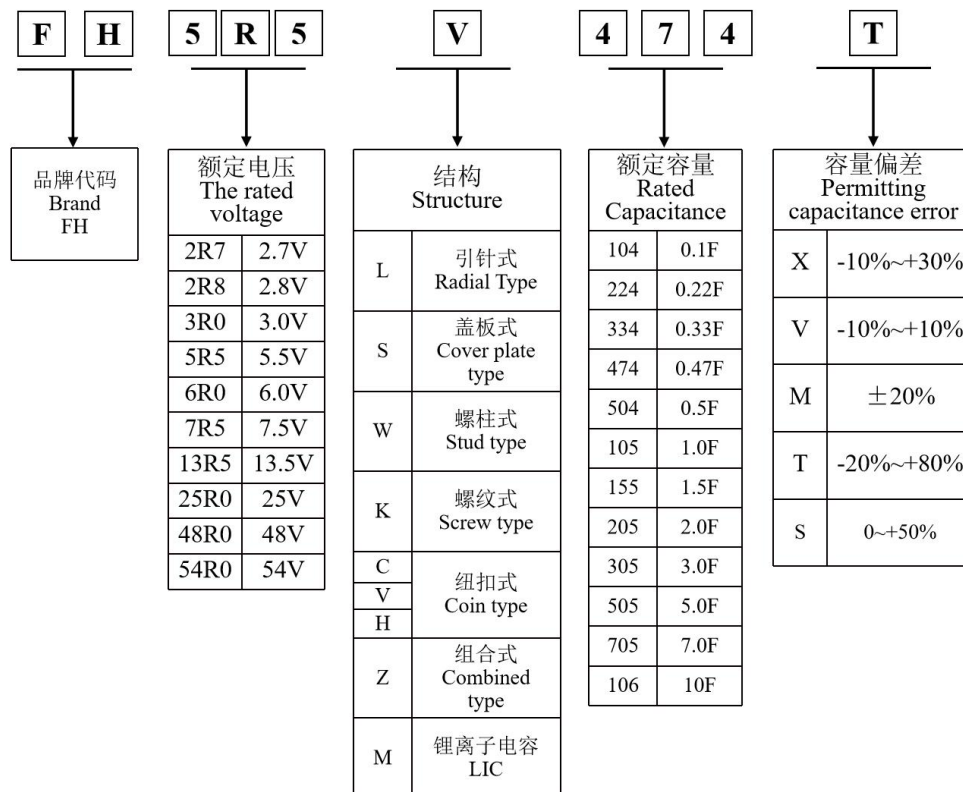 F H 5 R 5 V 4 7 4 T
品牌代码
Brand
FH
额定电压
The rated
voltage
2R7 2.7V
2R8 2.8V
3R0 3.0V
5R5 5.5V
6R0 6.0V
7R5 7.5V
13R5 13.5V
25R0 25V
48R0 48V
54R0 54V
结构
Structure
L 引针式
Radial Type
S 盖板式
Cover plate
type
W 螺柱式
Stud type
K 螺纹式
Screw type
C
V
H
纽扣式
Coin type
Z 组合式
Combined
type
M 锂离子电容
LIC
额定容量
Rated
Capacitance
104 0.1F
224 0.22F
334 0.33F
474 0.47F
504 0.5F
105 1.0F
155 1.5F
205 2.0F
305 3.0F
505 5.0F
705 7.0F
106 10F
容量偏差
Permitting
capacitance error
X -10%~+30%
V -10%~+10%
M ±20%
T -20%~+80%
S 0~+50%